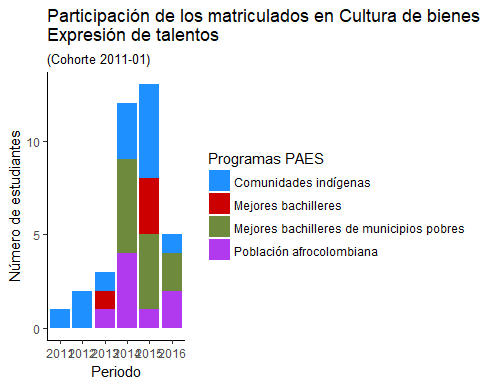 Participación de los matriculados en Cultura de bienes
Expresión de talentos
(Cohorte 2011-01)
Número de estudiantes
10
5
0
2011 2012 2013 2014 2015 2016
Periodo
Programas PAES
Comunidades indígenas
Mejores bachilleres
Mejores bachilleres de municipios pobres
Población afrocolombiana